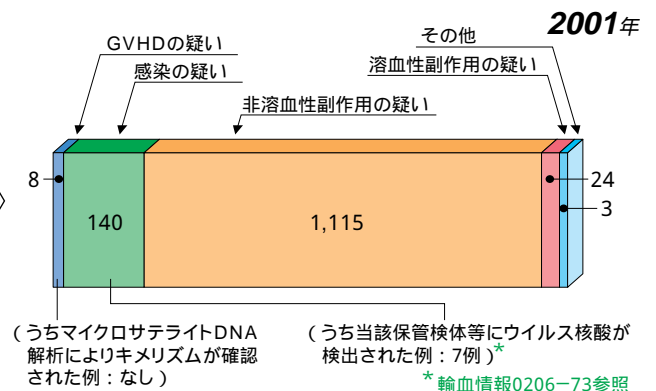 2001年
GVHDの疑い
その他
感染の疑い
溶血性副作用の疑い
非溶血性副作用の疑い
8
140
1,115
24
3
(うちマイクロサテライトDNA
解析によりキメリズムが確認
された例:なし)
(うち当該保管検体等にウイルス核酸が
検出された例:7例)*
*輸血情報0206−73参照